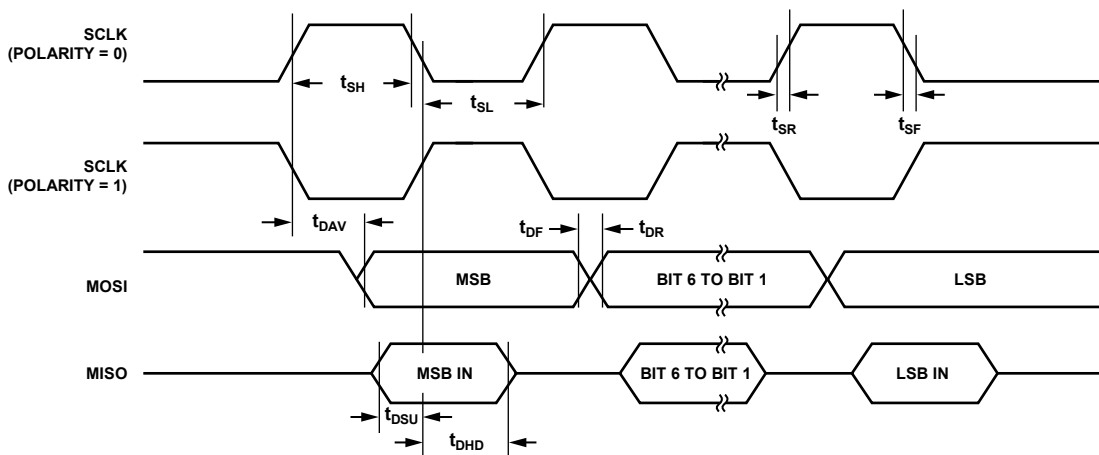 SCLK
(POLARITY = 0)
tSH
tSL
tSR
tSF
SCLK
(POLARITY = 1)
tDAV
tDF
tDR
MOSI
MSB
BIT 6 TO BIT 1
LSB
MISO
MSB IN
BIT 6 TO BIT 1
LSB IN
tDSU
tDHD